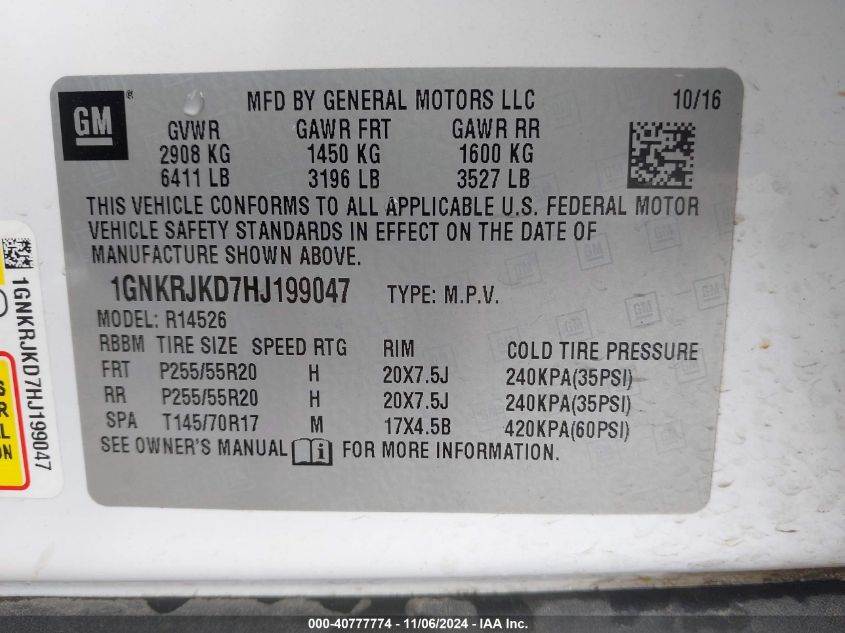 GM ® MFD BY GENERAL MOTORS LLC 10/16
GVWR GAWR FRT GAWR RR
2908 KG 1450 KG 1600 KG
6411 LB 3196 LB 3527 LB
THIS VEHICLE CONFORMS TO ALL APPLICABLE U.S. FEDERAL MOTOR
VEHICLE SAFETY STANDARDS IN EFFECT ON THE DATE OF
MANUFACTURE SHOWN ABOVE.
1GNKRJKD7HJ199047 TYPE: M.P.V.
MODEL: R14526
RBBM TIRE SIZE SPEED RTG RIM COLD TIRE PRESSURE
FRT P255/55R20 H 20X7.5J 240KPA(35PSI)
RR P255/55R20 H 20X7.5J 240KPA(35PSI)
SPA T145/70R17 M 17X4.5B 420KPA(60PSI)
SEE OWNER'S MANUAL FOR MORE INFORMATION.
1GNKRJKD7HJ199047
000-40777774 - 11/06/2024 - IAA Inc.